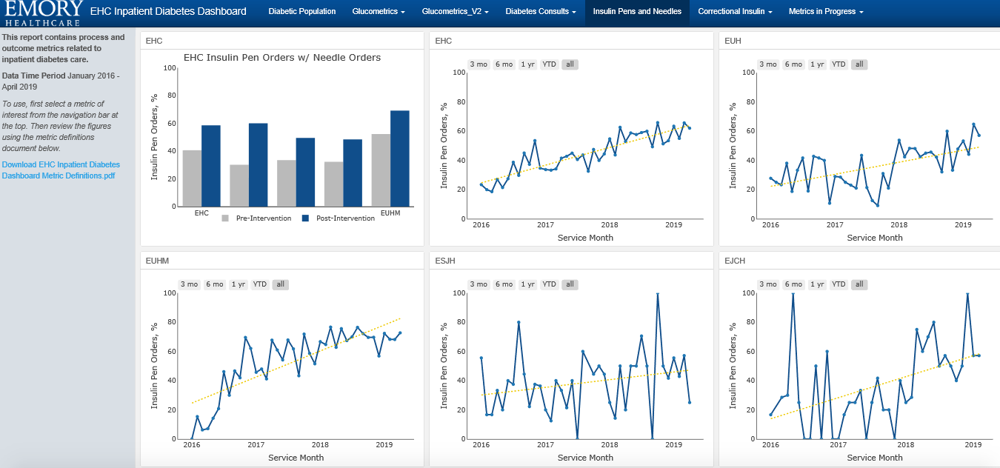 EMORY
HEALTHCARE
EHC Inpatient Diabetes Dashboard
Diabetic Population
Glucometrics
Glucometrics_V2
Diabetes Consults
Insulin Pens and Needles
Correctional Insulin
Metrics in Progress
This report contains process and
outcome metrics related to
inpatient diabetes care.
Data Time Period January 2016 -
April 2019
To use, first select a metric of
interest from the navigation bar at
the top. Then review the figures
using the metric definitions
document below.
Download EHC Inpatient Diabetes
Dashboard Metric Definitions.pdf
EHC
EHC Insulin Pen Orders w/ Needle Orders
Insulin Pen Orders, %
100
80
60
40
20
0
EHC
EUHM
Pre-Intervention
Post-Intervention
EHC
3 mo 6 mo 1 yr YTD all
Insulin Pen Orders, %
100
80
60
40
20
0
2016 2017 2018 2019
Service Month
EUH
3 mo 6 mo 1 yr YTD all
Insulin Pen Orders, %
100
80
60
40
20
0
2016 2017 2018 2019
Service Month
EUHM
3 mo 6 mo 1 yr YTD all
Insulin Pen Orders, %
100
80
60
40
20
0
2016 2017 2018 2019
Service Month
ESJH
3 mo 6 mo 1 yr YTD all
Insulin Pen Orders, %
100
80
60
40
20
0
2016 2017 2018 2019
Service Month
EJCH
3 mo 6 mo 1 yr YTD all
Insulin Pen Orders, %
100
80
60
40
20
0
2016 2017 2018 2019
Service Month